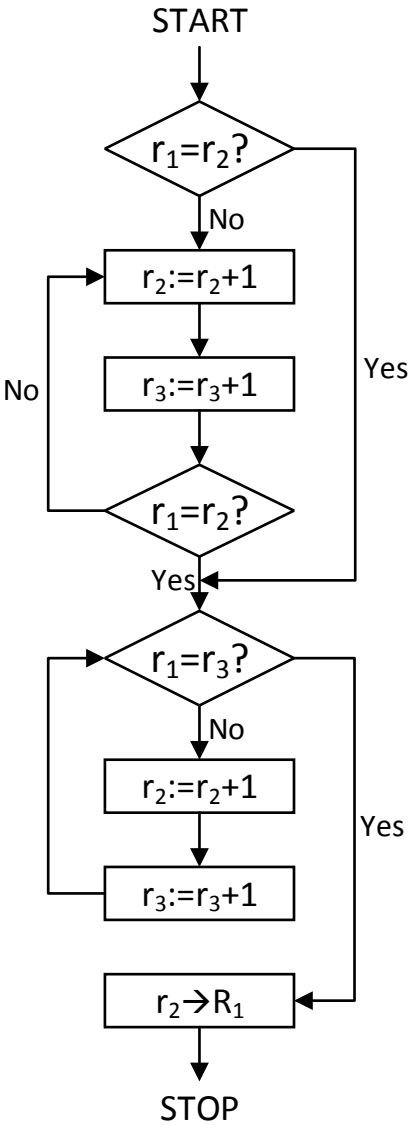 START
r₁=r₂?
No
r₂:=r₂+1
r₃:=r₃+1
Yes
No
r₁=r₂?
Yes
r₁=r₃?
No
r₂:=r₂+1
Yes
r₃:=r₃+1
r₂→R₁
STOP